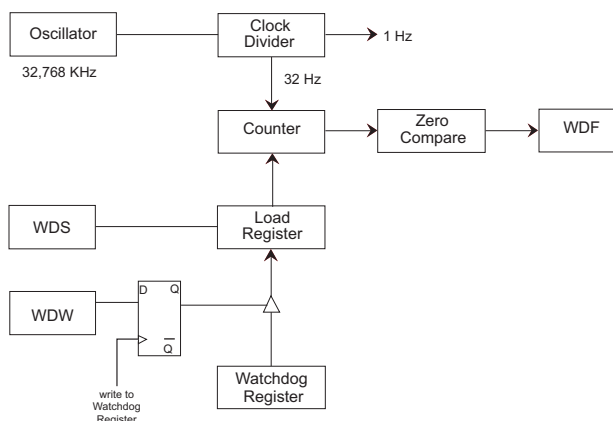 Oscillator
Clock
Divider
1 Hz
32,768 KHz
32 Hz
Counter
Zero
Compare
WDF
WDS
Load
Register
WDW
D
Q
Q
write to
Watchdog
Register
Watchdog
Register